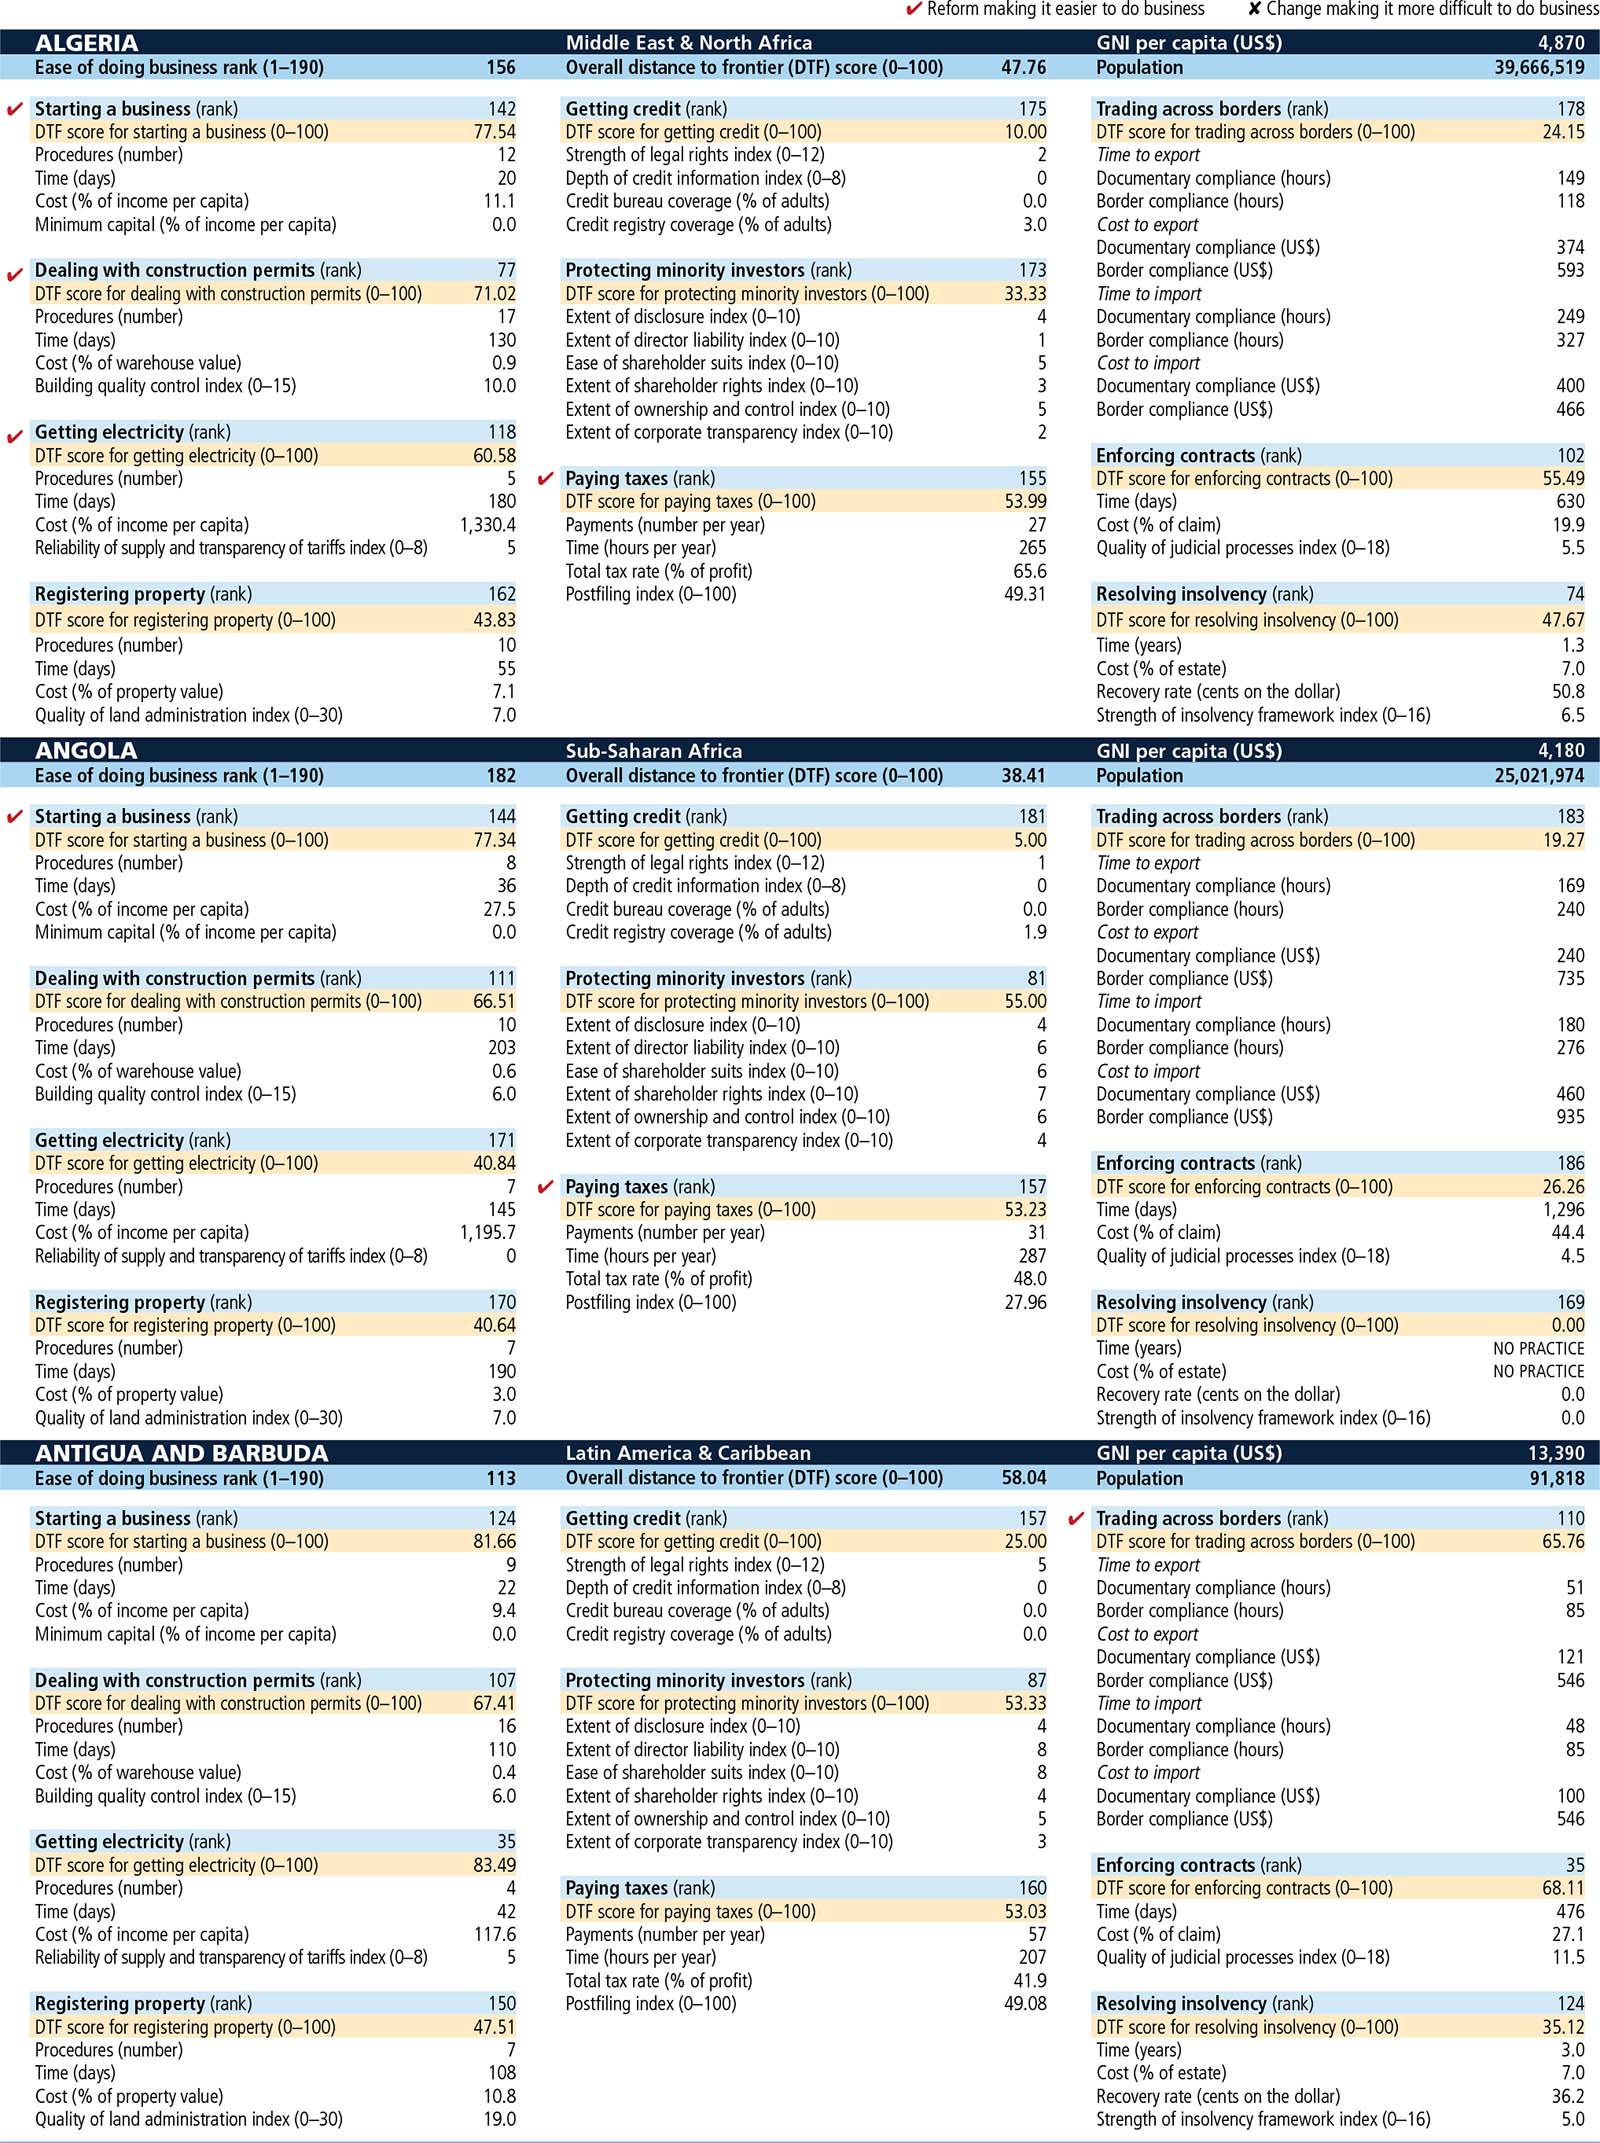 ✔ Reform making it easier to do business ✘ Change making it more difficult to do business
ALGERIA Middle East & North Africa GNI per capita (US$) 4,870
Ease of doing business rank (1–190) 156 Overall distance to frontier (DTF) score (0–100) 47.76 Population 39,666,519
✔ Starting a business (rank) 142
DTF score for starting a business (0–100) 77.54
Procedures (number) 12
Time (days) 20
Cost (% of income per capita) 11.1
Minimum capital (% of income per capita) 0.0
✔ Dealing with construction permits (rank) 77
DTF score for dealing with construction permits (0–100) 71.02
Procedures (number) 17
Time (days) 130
Cost (% of warehouse value) 0.9
Building quality control index (0–15) 10.0
✔ Getting electricity (rank) 118
DTF score for getting electricity (0–100) 60.58
Procedures (number) 5
Time (days) 180
Cost (% of income per capita) 1,330.4
Reliability of supply and transparency of tariffs index (0–8) 5
Registering property (rank) 162
DTF score for registering property (0–100) 43.83
Procedures (number) 10
Time (days) 55
Cost (% of property value) 7.1
Quality of land administration index (0–30) 7.0
Getting credit (rank) 175
DTF score for getting credit (0–100) 10.00
Strength of legal rights index (0–12) 2
Depth of credit information index (0–8) 0
Credit bureau coverage (% of adults) 0.0
Credit registry coverage (% of adults) 3.0
Protecting minority investors (rank) 173
DTF score for protecting minority investors (0–100) 33.33
Extent of disclosure index (0–10) 4
Extent of director liability index (0–10) 1
Ease of shareholder suits index (0–10) 5
Extent of shareholder rights index (0–10) 3
Extent of ownership and control index (0–10) 5
Extent of corporate transparency index (0–10) 2
✔ Paying taxes (rank) 155
DTF score for paying taxes (0–100) 53.99
Payments (number per year) 27
Time (hours per year) 265
Total tax rate (% of profit) 65.6
Postfiling index (0–100) 49.31
Trading across borders (rank) 178
DTF score for trading across borders (0–100) 24.15
Time to export
Documentary compliance (hours) 149
Border compliance (hours) 118
Cost to export
Documentary compliance (US$) 374
Border compliance (US$) 593
Time to import
Documentary compliance (hours) 249
Border compliance (hours) 327
Cost to import
Documentary compliance (US$) 400
Border compliance (US$) 466
Enforcing contracts (rank) 102
DTF score for enforcing contracts (0–100) 55.49
Time (days) 630
Cost (% of claim) 19.9
Quality of judicial processes index (0–18) 5.5
Resolving insolvency (rank) 74
DTF score for resolving insolvency (0–100) 47.67
Time (years) 1.3
Cost (% of estate) 7.0
Recovery rate (cents on the dollar) 50.8
Strength of insolvency framework index (0–16) 6.5
ANGOLA Sub-Saharan Africa GNI per capita (US$) 4,180
Ease of doing business rank (1–190) 182 Overall distance to frontier (DTF) score (0–100) 38.41 Population 25,021,974
✔ Starting a business (rank) 144
DTF score for starting a business (0–100) 77.34
Procedures (number) 8
Time (days) 36
Cost (% of income per capita) 27.5
Minimum capital (% of income per capita) 0.0
Dealing with construction permits (rank) 111
DTF score for dealing with construction permits (0–100) 66.51
Procedures (number) 10
Time (days) 203
Cost (% of warehouse value) 0.6
Building quality control index (0–15) 6.0
Getting electricity (rank) 171
DTF score for getting electricity (0–100) 40.84
Procedures (number) 7
Time (days) 145
Cost (% of income per capita) 1,195.7
Reliability of supply and transparency of tariffs index (0–8) 0
Registering property (rank) 170
DTF score for registering property (0–100) 40.64
Procedures (number) 7
Time (days) 190
Cost (% of property value) 3.0
Quality of land administration index (0–30) 7.0
Getting credit (rank) 181
DTF score for getting credit (0–100) 5.00
Strength of legal rights index (0–12) 1
Depth of credit information index (0–8) 0
Credit bureau coverage (% of adults) 0.0
Credit registry coverage (% of adults) 1.9
Protecting minority investors (rank) 81
DTF score for protecting minority investors (0–100) 55.00
Extent of disclosure index (0–10) 4
Extent of director liability index (0–10) 6
Ease of shareholder suits index (0–10) 6
Extent of shareholder rights index (0–10) 7
Extent of ownership and control index (0–10) 6
Extent of corporate transparency index (0–10) 4
✔ Paying taxes (rank) 157
DTF score for paying taxes (0–100) 53.23
Payments (number per year) 31
Time (hours per year) 287
Total tax rate (% of profit) 48.0
Postfiling index (0–100) 27.96
Trading across borders (rank) 183
DTF score for trading across borders (0–100) 19.27
Time to export
Documentary compliance (hours) 169
Border compliance (hours) 240
Cost to export
Documentary compliance (US$) 240
Border compliance (US$) 735
Time to import
Documentary compliance (hours) 180
Border compliance (hours) 276
Cost to import
Documentary compliance (US$) 460
Border compliance (US$) 935
Enforcing contracts (rank) 186
DTF score for enforcing contracts (0–100) 26.26
Time (days) 1,296
Cost (% of claim) 44.4
Quality of judicial processes index (0–18) 4.5
Resolving insolvency (rank) 169
DTF score for resolving insolvency (0–100) 0.00
Time (years) NO PRACTICE
Cost (% of estate) NO PRACTICE
Recovery rate (cents on the dollar) 0.0
Strength of insolvency framework index (0–16) 0.0
ANTIGUA AND BARBUDA Latin America & Caribbean GNI per capita (US$) 13,390
Ease of doing business rank (1–190) 113 Overall distance to frontier (DTF) score (0–100) 58.04 Population 91,818
Starting a business (rank) 124
DTF score for starting a business (0–100) 81.66
Procedures (number) 9
Time (days) 22
Cost (% of income per capita) 9.4
Minimum capital (% of income per capita) 0.0
Dealing with construction permits (rank) 107
DTF score for dealing with construction permits (0–100) 67.41
Procedures (number) 16
Time (days) 110
Cost (% of warehouse value) 0.4
Building quality control index (0–15) 6.0
Getting electricity (rank) 35
DTF score for getting electricity (0–100) 83.49
Procedures (number) 4
Time (days) 42
Cost (% of income per capita) 117.6
Reliability of supply and transparency of tariffs index (0–8) 5
Registering property (rank) 150
DTF score for registering property (0–100) 47.51
Procedures (number) 7
Time (days) 108
Cost (% of property value) 10.8
Quality of land administration index (0–30) 19.0
Getting credit (rank) 157
DTF score for getting credit (0–100) 25.00
Strength of legal rights index (0–12) 5
Depth of credit information index (0–8) 0
Credit bureau coverage (% of adults) 0.0
Credit registry coverage (% of adults) 0.0
Protecting minority investors (rank) 87
DTF score for protecting minority investors (0–100) 53.33
Extent of disclosure index (0–10) 4
Extent of director liability index (0–10) 8
Ease of shareholder suits index (0–10) 8
Extent of shareholder rights index (0–10) 4
Extent of ownership and control index (0–10) 5
Extent of corporate transparency index (0–10) 3
Paying taxes (rank) 160
DTF score for paying taxes (0–100) 53.03
Payments (number per year) 57
Time (hours per year) 207
Total tax rate (% of profit) 41.9
Postfiling index (0–100) 49.08
✔ Trading across borders (rank) 110
DTF score for trading across borders (0–100) 65.76
Time to export
Documentary compliance (hours) 51
Border compliance (hours) 85
Cost to export
Documentary compliance (US$) 121
Border compliance (US$) 546
Time to import
Documentary compliance (hours) 48
Border compliance (hours) 85
Cost to import
Documentary compliance (US$) 100
Border compliance (US$) 546
Enforcing contracts (rank) 35
DTF score for enforcing contracts (0–100) 68.11
Time (days) 476
Cost (% of claim) 27.1
Quality of judicial processes index (0–18) 11.5
Resolving insolvency (rank) 124
DTF score for resolving insolvency (0–100) 35.12
Time (years) 3.0
Cost (% of estate) 7.0
Recovery rate (cents on the dollar) 36.2
Strength of insolvency framework index (0–16) 5.0